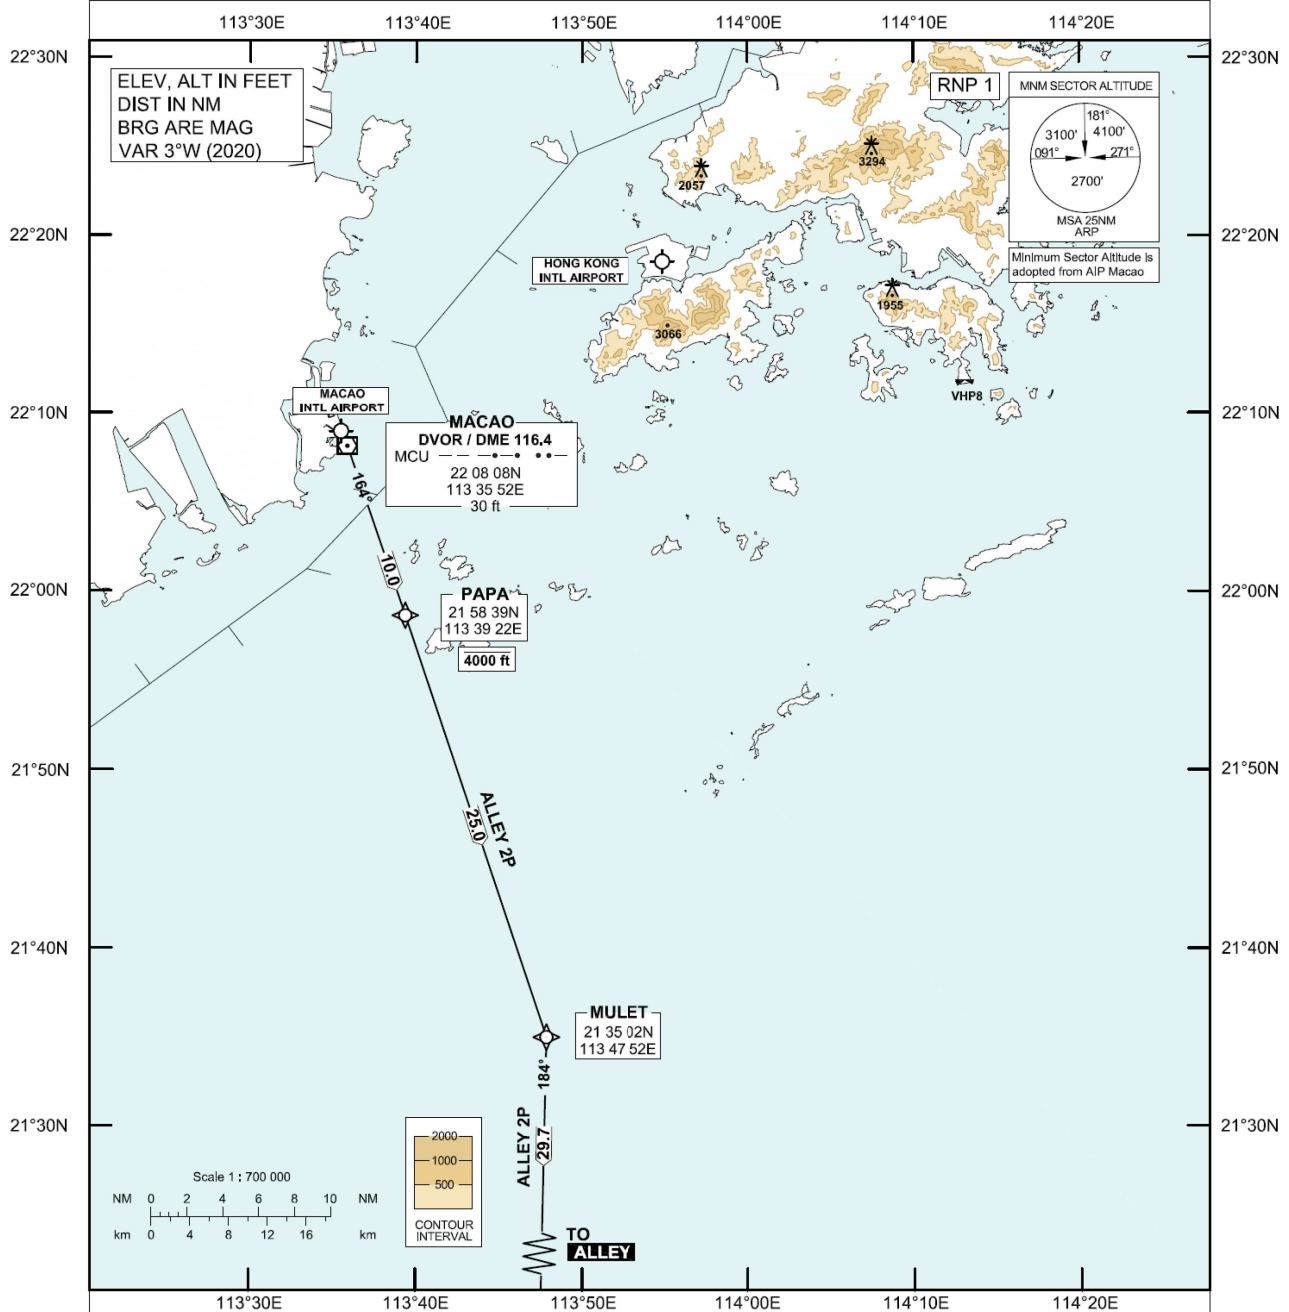 113°30E 113°40E 113°50E 114°00E 114°10E 114°20E
22°30N 22°30N
ELEV, ALT IN FEET
DIST IN NM
BRG ARE MAG
VAR 3°W (2020)
RNP 1
MNM SECTOR ALTITUDE
181°
3100' 4100'
091° 271°
2700'
MSA 25NM
ARP
Minimum Sector Altitude is
adopted from AIP Macao
3294
2057
22°20N 22°20N
HONG KONG
INTL AIRPORT
1955
3066
VHP8
MACAO
INTL AIRPORT
22°10N 22°10N
MACAO
DVOR / DME 116.4
MCU
22 08 08N
113 35 52E
30 ft
164°
10.0
22°00N 22°00N
PAPA
21 58 39N
113 39 22E
4000 ft
21°50N 21°50N
25.0
ALLEY 2P
21°40N 21°40N
MULET
21 35 02N
113 47 52E
184°
21°30N 21°30N
ALLEY 2P
29.7
2000
1000
500
CONTOUR
INTERVAL
Scale 1 : 700 000
NM 0 2 4 6 8 10 NM
km 0 4 8 12 16 km
TO
ALLEY
113°30E 113°40E 113°50E 114°00E 114°10E 114°20E